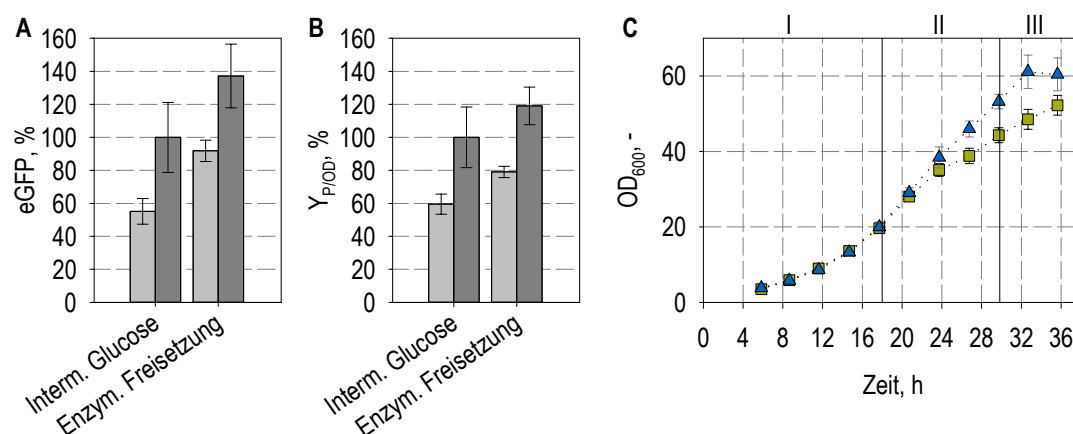 A
eGFP, %
160
140
120
100
80
60
40
20
0
Interm. Glucose
Enzym. Freisetzung
B
Y_P/OD, %
160
140
120
100
80
60
40
20
0
Interm. Glucose
Enzym. Freisetzung
C
I II III
OD600, -
60
40
20
0
0 4 8 12 16 20 24 28 32 36
Zeit, h